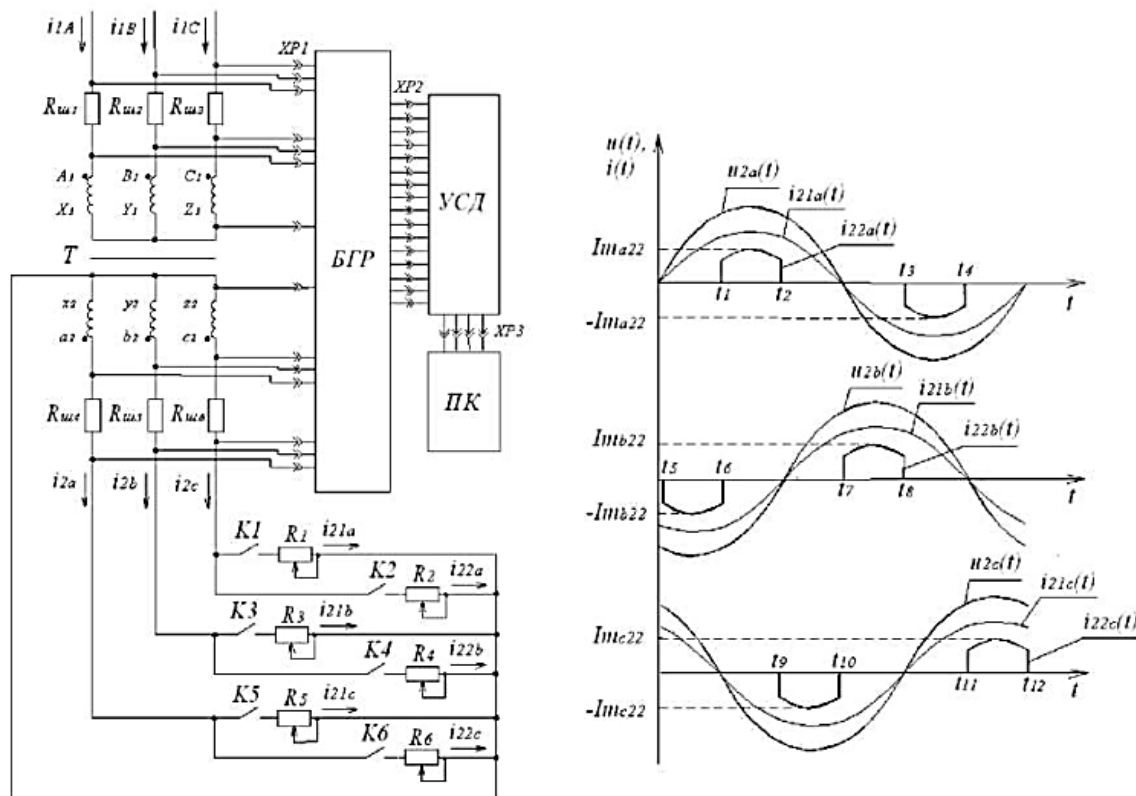 i1A i1B i1C
XP1
XP2
Rш1 Rш2 Rш3
A1 B1 C1
X1 Y1 Z1
T
БГР
УСД
XP3
ПК
x2 y2 z2
a2 b2 c2
Rш4 Rш5 Rш6
i2a i2b i2c
K1 R1 i21a
K2 R2 i22a
K3 R3 i21b
K4 R4 i22b
K5 R5 i21c
K6 R6 i22c
u(t),
i(t)
u2a(t)
i21a(t)
i22a(t)
Ima22
t1 t2 t3 t4 t
-Ima22
u2b(t)
i21b(t)
i22b(t)
Imb22
t5 t6 t7 t8 t
-Imb22
u2c(t)
i21c(t)
i22c(t)
Imc22
t9 t10 t11 t12 t
-Imc22